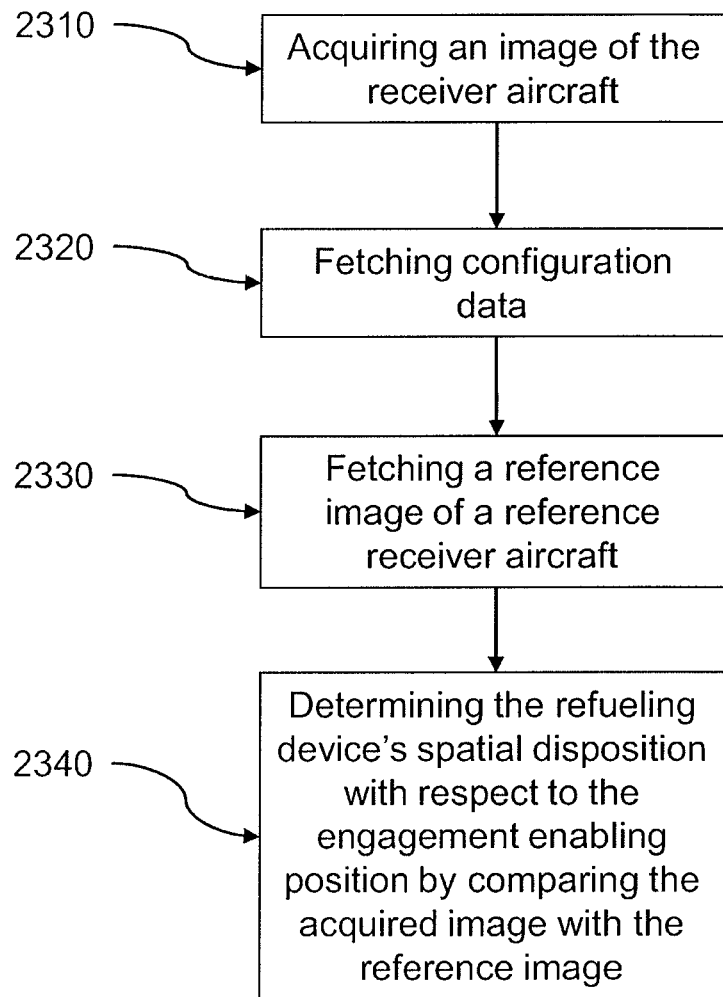 2310
Acquiring an image of the
receiver aircraft
2320
Fetching configuration
data
2330
Fetching a reference
image of a reference
receiver aircraft
2340
Determining the refueling
device's spatial disposition
with respect to the
engagement enabling
position by comparing the
acquired image with the
reference image